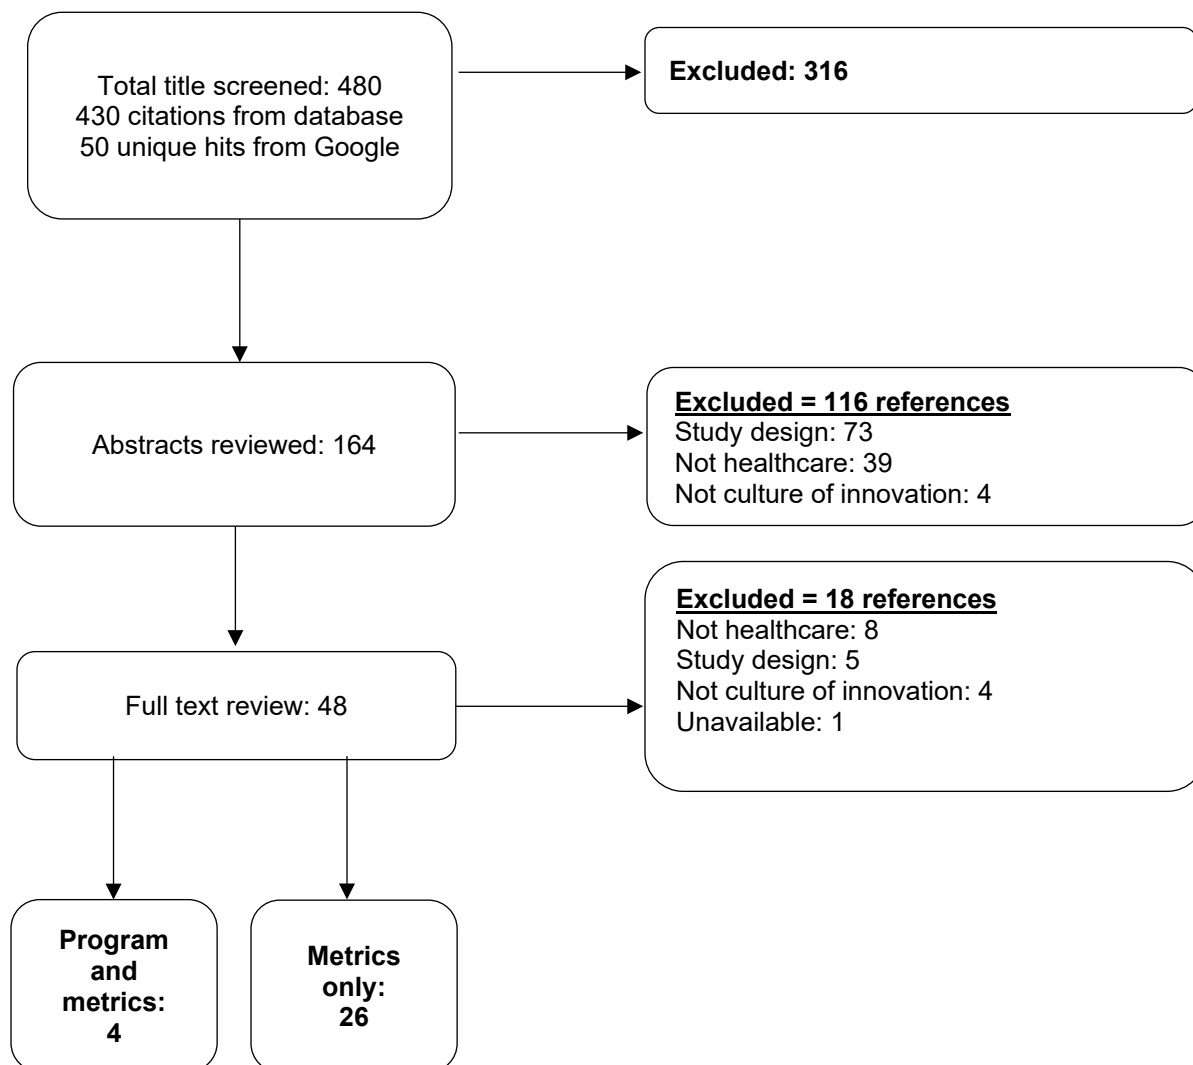 Total title screened: 480
430 citations from database
50 unique hits from Google
Excluded: 316
Abstracts reviewed: 164
Excluded = 116 references
Study design: 73
Not healthcare: 39
Not culture of innovation: 4
Full text review: 48
Excluded = 18 references
Not healthcare: 8
Study design: 5
Not culture of innovation: 4
Unavailable: 1
Program
and
metrics:
4
Metrics
only:
26